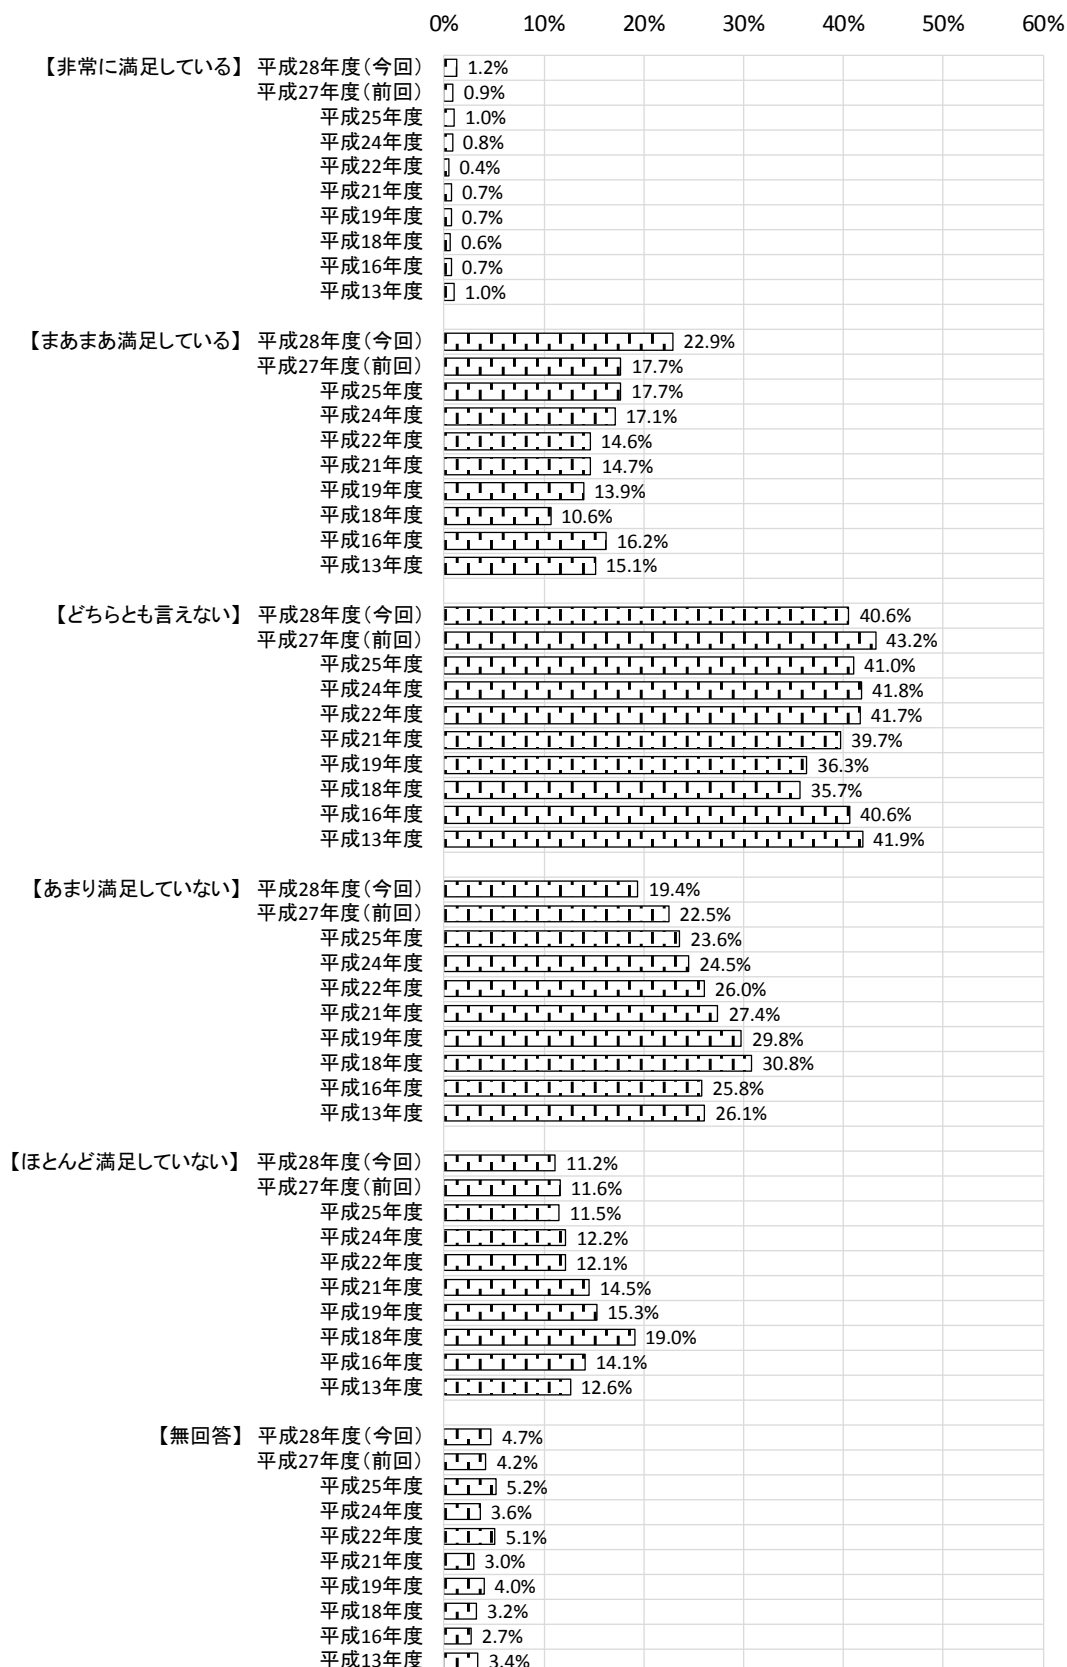 0% 10% 20% 30% 40% 50% 60%
【非常に満足している】 平成28年度(今回) 1.2%
平成27年度(前回) 0.9%
平成25年度 1.0%
平成24年度 0.8%
平成22年度 0.4%
平成21年度 0.7%
平成19年度 0.7%
平成18年度 0.6%
平成16年度 0.7%
平成13年度 1.0%
【まあまあ満足している】 平成28年度(今回) 22.9%
平成27年度(前回) 17.7%
平成25年度 17.7%
平成24年度 17.1%
平成22年度 14.6%
平成21年度 14.7%
平成19年度 13.9%
平成18年度 10.6%
平成16年度 16.2%
平成13年度 15.1%
【どちらとも言えない】 平成28年度(今回) 40.6%
平成27年度(前回) 43.2%
平成25年度 41.0%
平成24年度 41.8%
平成22年度 41.7%
平成21年度 39.7%
平成19年度 36.3%
平成18年度 35.7%
平成16年度 40.6%
平成13年度 41.9%
【あまり満足していない】 平成28年度(今回) 19.4%
平成27年度(前回) 22.5%
平成25年度 23.6%
平成24年度 24.5%
平成22年度 26.0%
平成21年度 27.4%
平成19年度 29.8%
平成18年度 30.8%
平成16年度 25.8%
平成13年度 26.1%
【ほとんど満足していない】 平成28年度(今回) 11.2%
平成27年度(前回) 11.6%
平成25年度 11.5%
平成24年度 12.2%
平成22年度 12.1%
平成21年度 14.5%
平成19年度 15.3%
平成18年度 19.0%
平成16年度 14.1%
平成13年度 12.6%
【無回答】 平成28年度(今回) 4.7%
平成27年度(前回) 4.2%
平成25年度 5.2%
平成24年度 3.6%
平成22年度 5.1%
平成21年度 3.0%
平成19年度 4.0%
平成18年度 3.2%
平成16年度 2.7%
平成13年度 3.4%